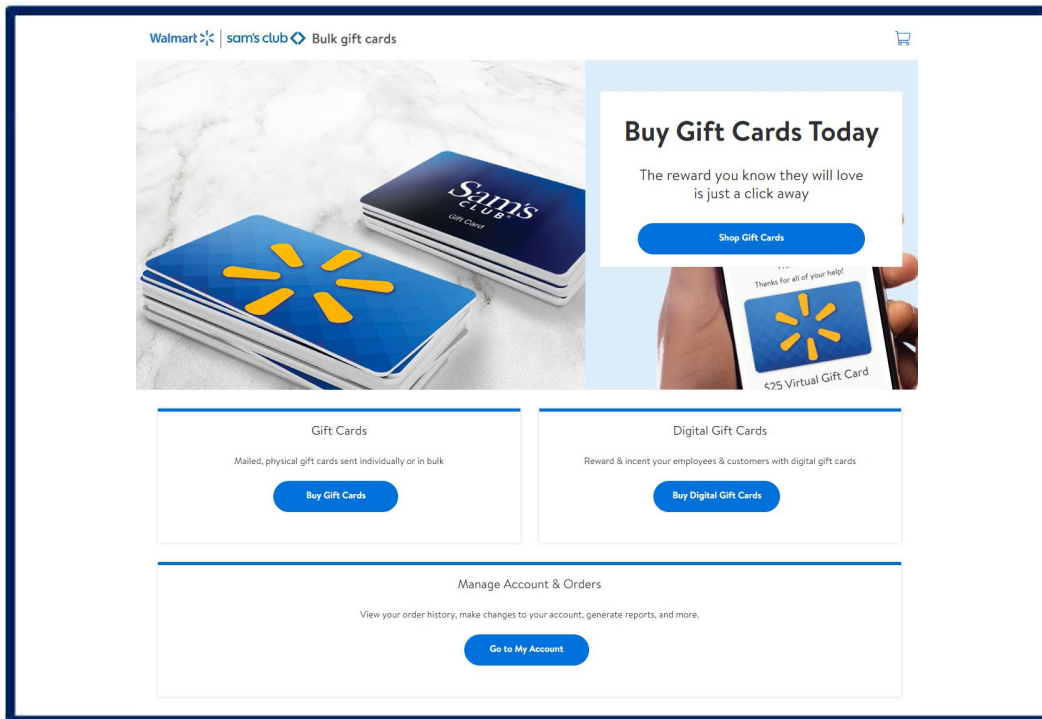 Walmart sam's club Bulk gift cards
Buy Gift Cards Today
The reward you know they will love
is just a click away
Shop Gift Cards
Sam's
CLUB®
Gift Card
Thanks for all of your help!
$25 Virtual Gift Card
Gift Cards
Mailed, physical gift cards sent individually or in bulk
Buy Gift Cards
Digital Gift Cards
Reward & incent your employees & customers with digital gift cards
Buy Digital Gift Cards
Manage Account & Orders
View your order history, make changes to your account, generate reports, and more.
Go to My Account